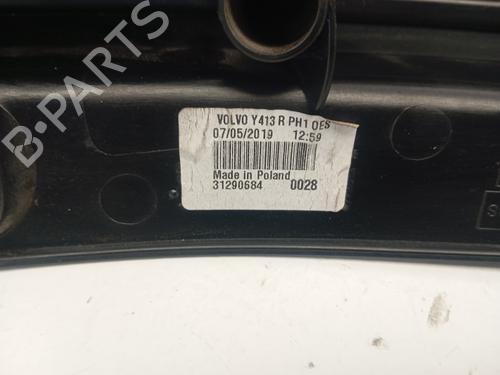 VOLVO Y413 R PH1 OES
07/05/2019 12:59
Made in Poland
31290684 0028
B-PARTS